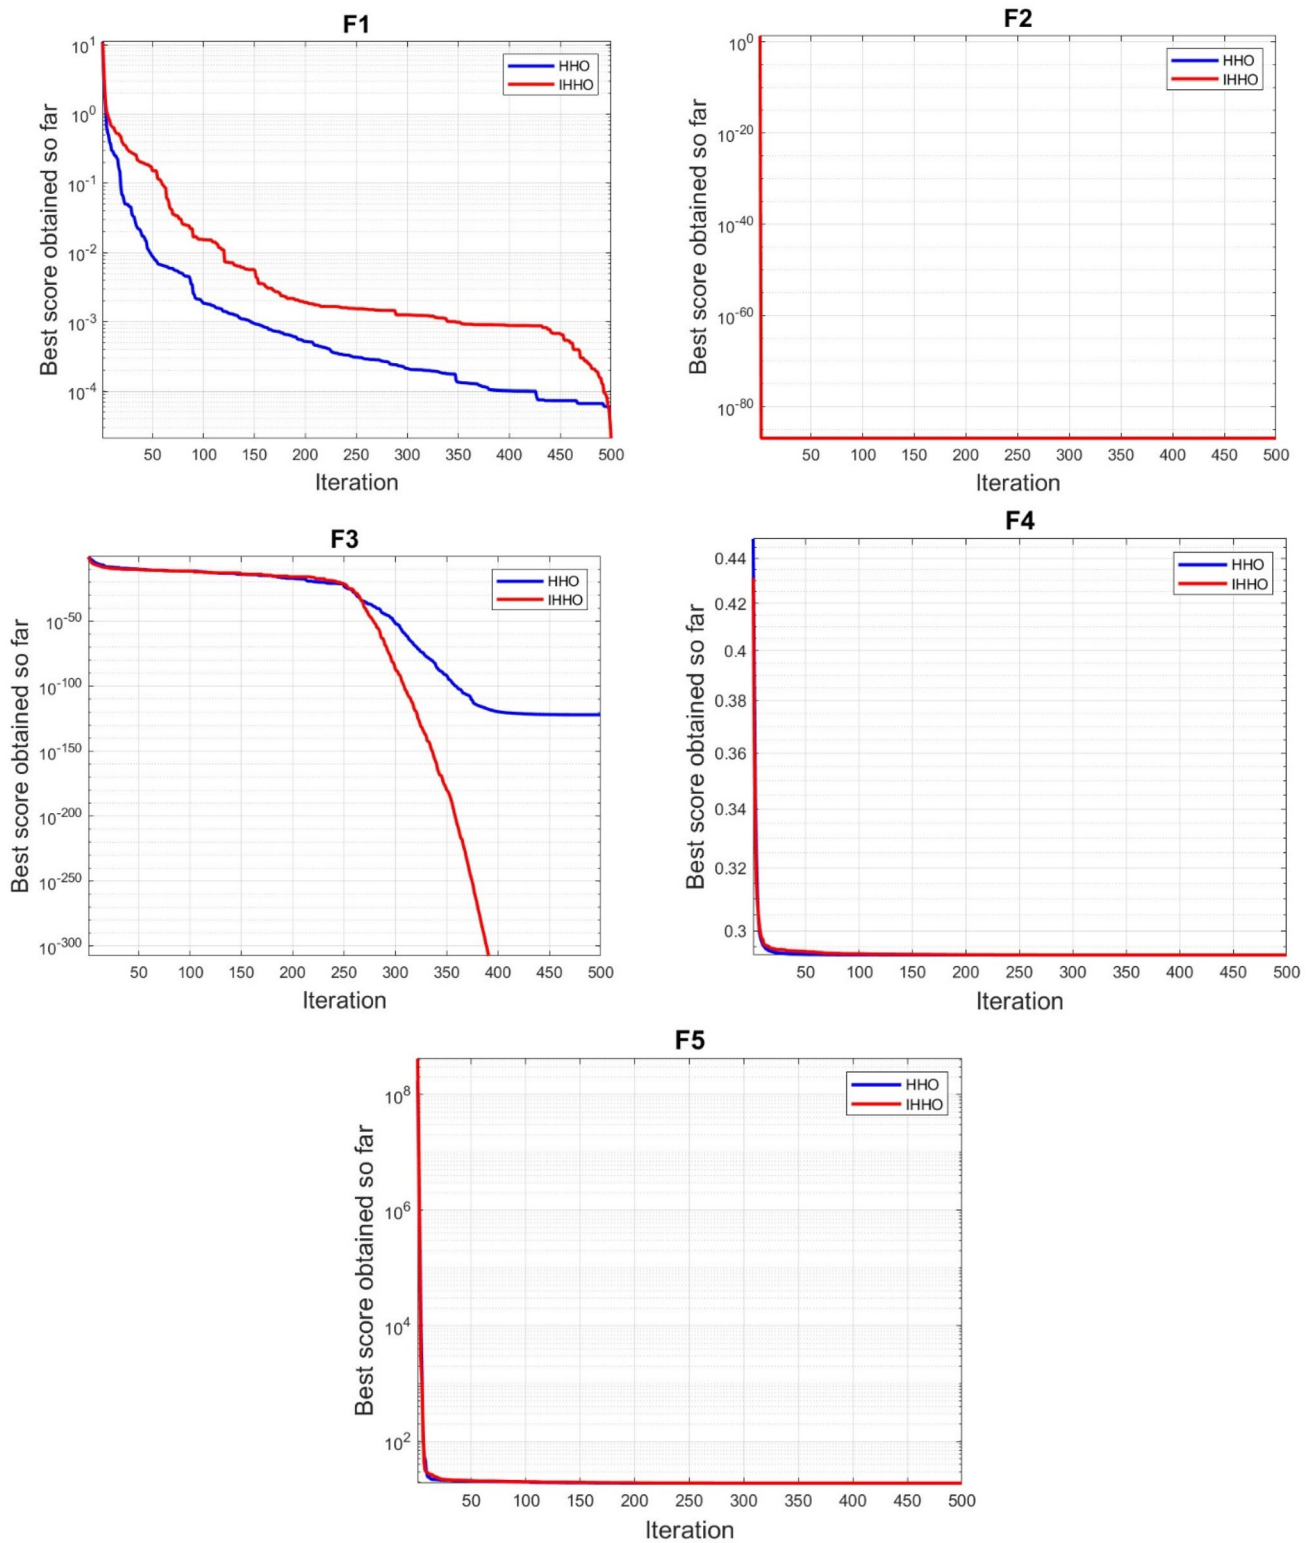 F1
10^1
10^0
10^-1
10^-2
10^-3
10^-4
Best score obtained so far
HHO
IHHO
50 100 150 200 250 300 350 400 450 500
Iteration
F2
10^0
10^-20
10^-40
10^-60
10^-80
Best score obtained so far
HHO
IHHO
50 100 150 200 250 300 350 400 450 500
Iteration
F3
10^-50
10^-100
10^-150
10^-200
10^-250
10^-300
Best score obtained so far
HHO
IHHO
50 100 150 200 250 300 350 400 450 500
Iteration
F4
0.44
0.42
0.4
0.38
0.36
0.34
0.32
0.3
Best score obtained so far
HHO
IHHO
50 100 150 200 250 300 350 400 450 500
Iteration
F5
10^8
10^6
10^4
10^2
Best score obtained so far
HHO
IHHO
50 100 150 200 250 300 350 400 450 500
Iteration